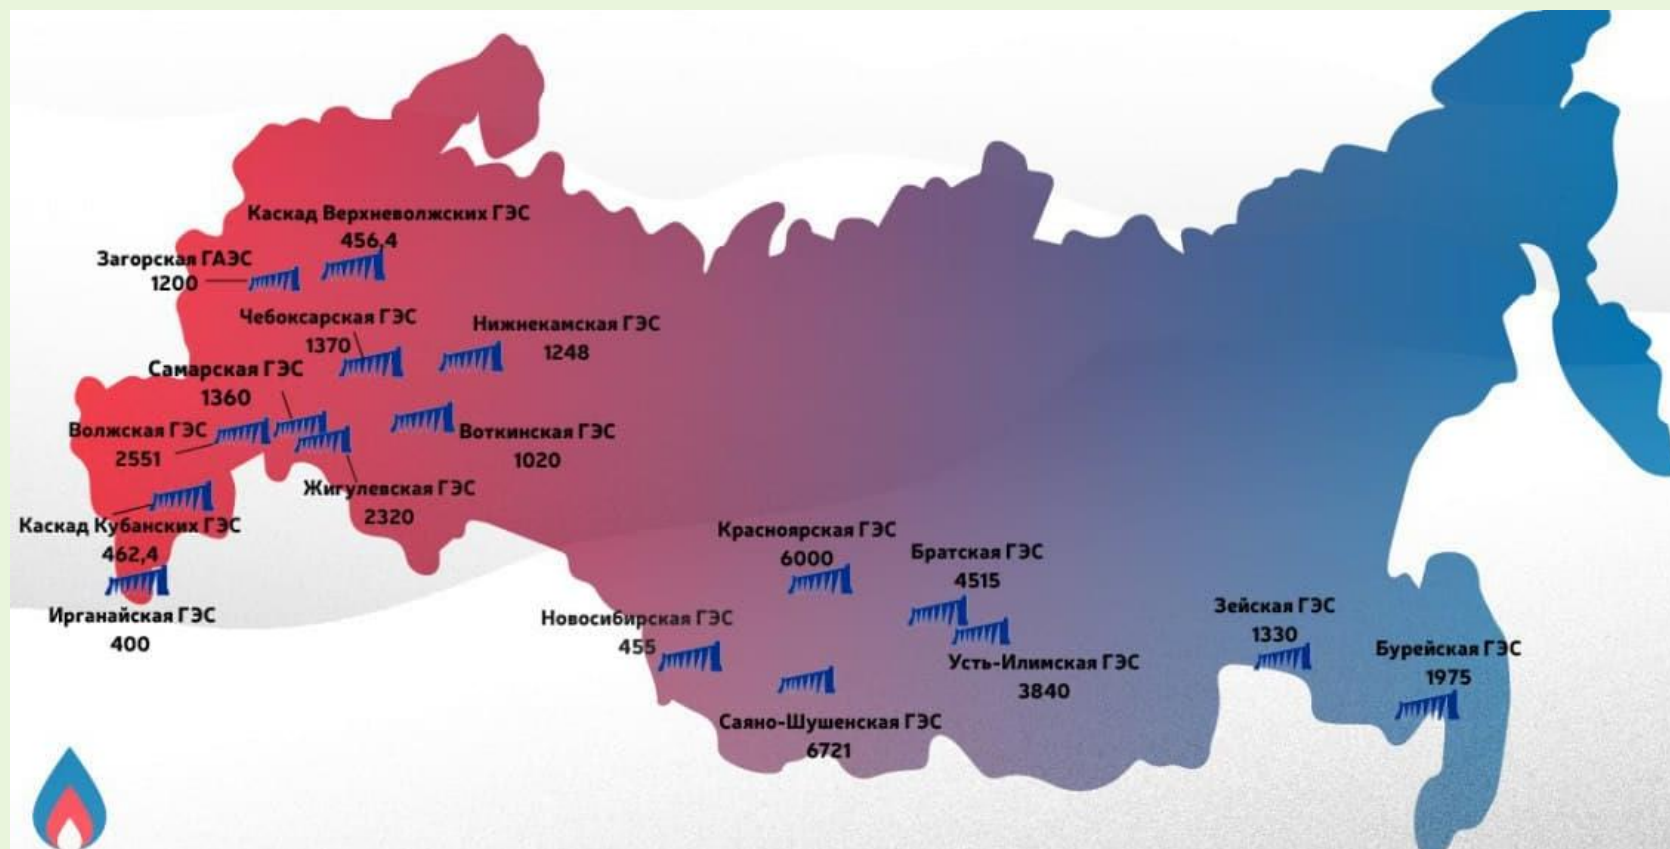 Каскад Верхневолжских ГЭС
456,4
Загорская ГАЭС
1200
Чебоксарская ГЭС
1370
Нижнекамская ГЭС
1248
Самарская ГЭС
1360
Волжская ГЭС
2551
Воткинская ГЭС
1020
Жигулевская ГЭС
2320
Каскад Кубанских ГЭС
462,4
Ирганайская ГЭС
400
Красноярская ГЭС
6000
Братская ГЭС
4515
Новосибирская ГЭС
455
Усть-Илимская ГЭС
3840
Саяно-Шушенская ГЭС
6721
Зейская ГЭС
1330
Бурейская ГЭС
1975